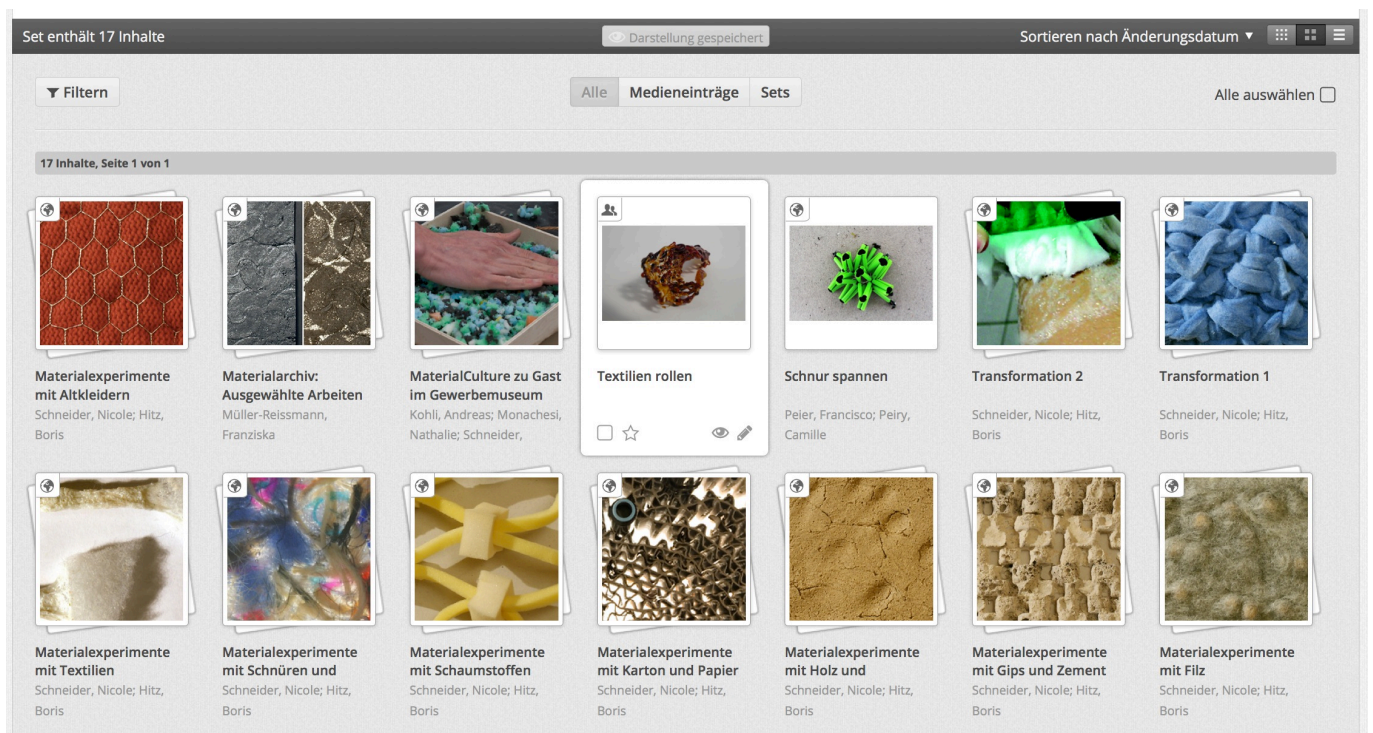 Set enthält 17 Inhalte
Darstellung gespeichert
Sortieren nach Änderungsdatum
Filtern
Alle
Medieneinträge
Sets
Alle auswählen
17 Inhalte, Seite 1 von 1
Materialexperimente
mit Altkleidern
Schneider, Nicole; Hitz,
Boris
Materialarchiv:
Ausgewählte Arbeiten
Müller-Reissmann,
Franziska
MaterialCulture zu Gast
im Gewerbemuseum
Kohli, Andreas; Monachesi,
Nathalie; Schneider,
Textilien rollen
Schnur spannen
Peier, Francisco; Peiry,
Camille
Transformation 2
Schneider, Nicole; Hitz,
Boris
Transformation 1
Schneider, Nicole; Hitz,
Boris
Materialexperimente
mit Textilien
Schneider, Nicole; Hitz,
Boris
Materialexperimente
mit Schnüren und
Schneider, Nicole; Hitz,
Boris
Materialexperimente
mit Schaumstoffen
Schneider, Nicole; Hitz,
Boris
Materialexperimente
mit Karton und Papier
Schneider, Nicole; Hitz,
Boris
Materialexperimente
mit Holz und
Schneider, Nicole; Hitz,
Boris
Materialexperimente
mit Gips und Zement
Schneider, Nicole; Hitz,
Boris
Materialexperimente
mit Filz
Schneider, Nicole; Hitz,
Boris